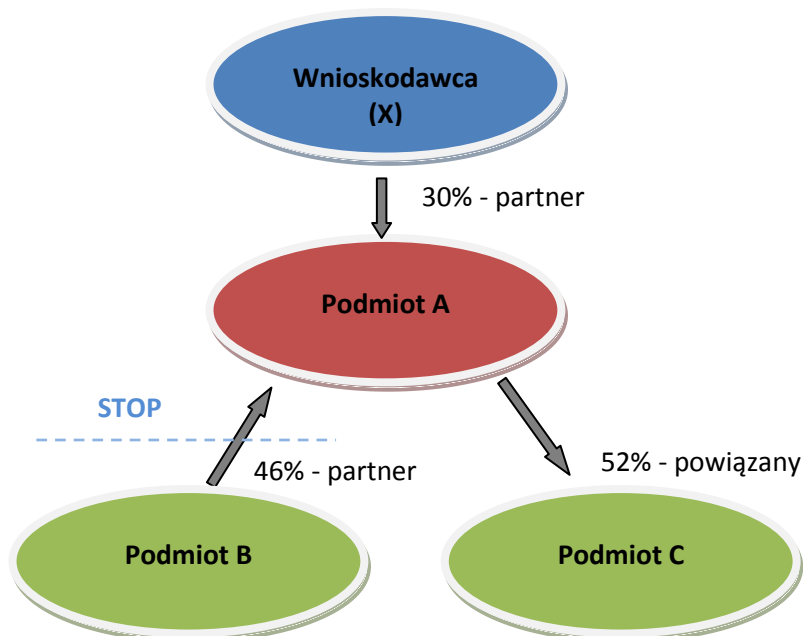 Wnioskodawca
(X)
30% - partner
Podmiot A
STOP
46% - partner
52% - powiązany
Podmiot B
Podmiot C